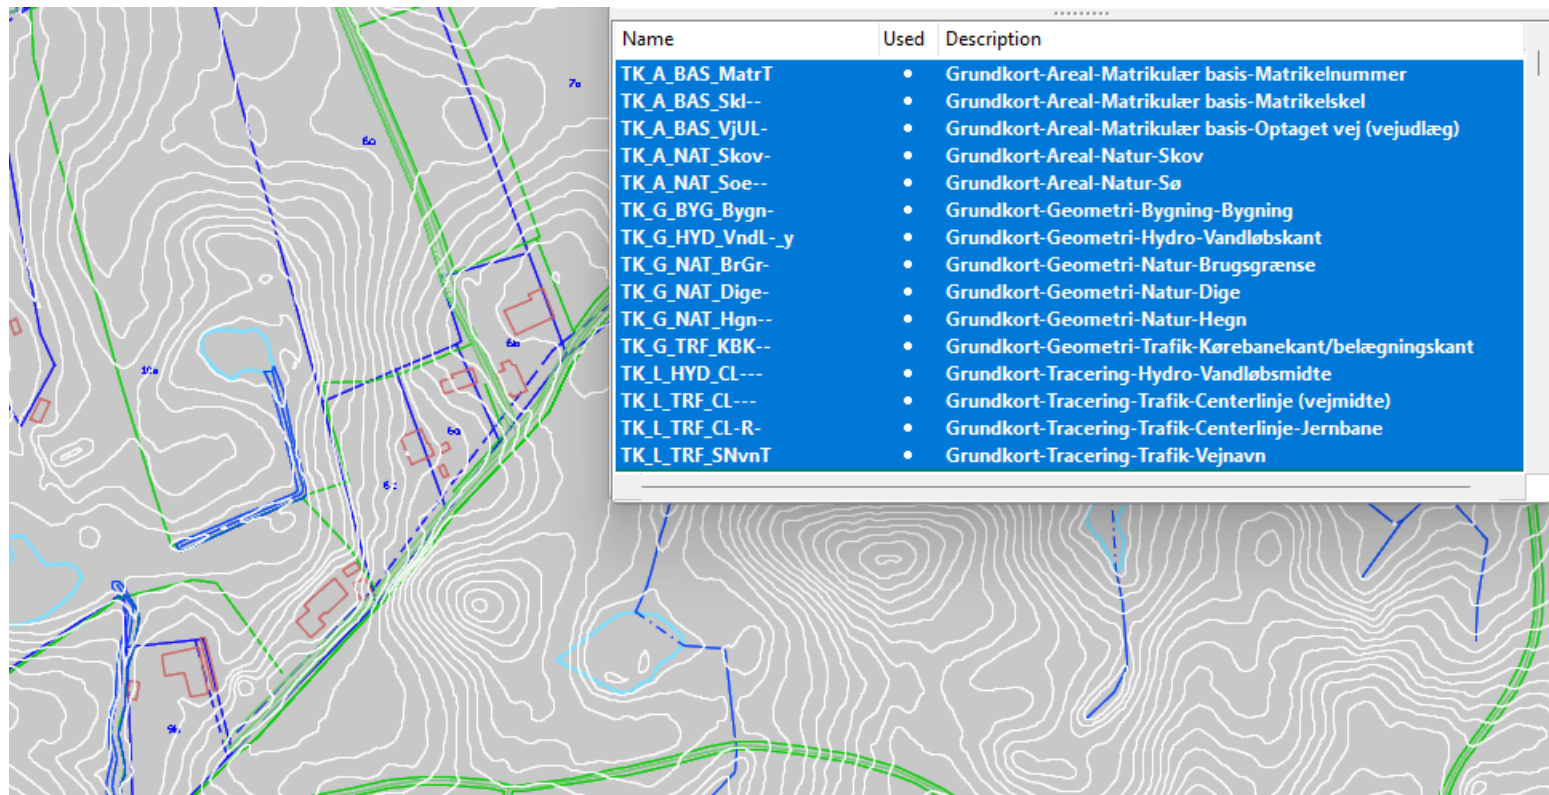 Name Used Description
TK_A_BAS_MatrT Grundkort-Areal-Matrikulær basis-Matrikelnummer
TK_A_BAS_Skl-- Grundkort-Areal-Matrikulær basis-Matrikelskel
TK_A_BAS_VjUL- Grundkort-Areal-Matrikulær basis-Optaget vej (vejudlæg)
TK_A_NAT_Skov- Grundkort-Areal-Natur-Skov
TK_A_NAT_Soe-- Grundkort-Areal-Natur-Sø
TK_G_BYG_Bygn- Grundkort-Geometri-Bygning-Bygning
TK_G_HYD_VndL-_y Grundkort-Geometri-Hydro-Vandløbskant
TK_G_NAT_BrGr- Grundkort-Geometri-Natur-Brugsgrænse
TK_G_NAT_Dige- Grundkort-Geometri-Natur-Dige
TK_G_NAT_Hgn-- Grundkort-Geometri-Natur-Hegn
TK_G_TRF_KBK-- Grundkort-Geometri-Trafik-Kørebanekant/belægningskant
TK_L_HYD_CL--- Grundkort-Tracering-Hydro-Vandløbsmidte
TK_L_TRF_CL--- Grundkort-Tracering-Trafik-Centerlinje (vejmidte)
TK_L_TRF_CL-R- Grundkort-Tracering-Trafik-Centerlinje-Jernbane
TK_L_TRF_SNvnT Grundkort-Tracering-Trafik-Vejnavn